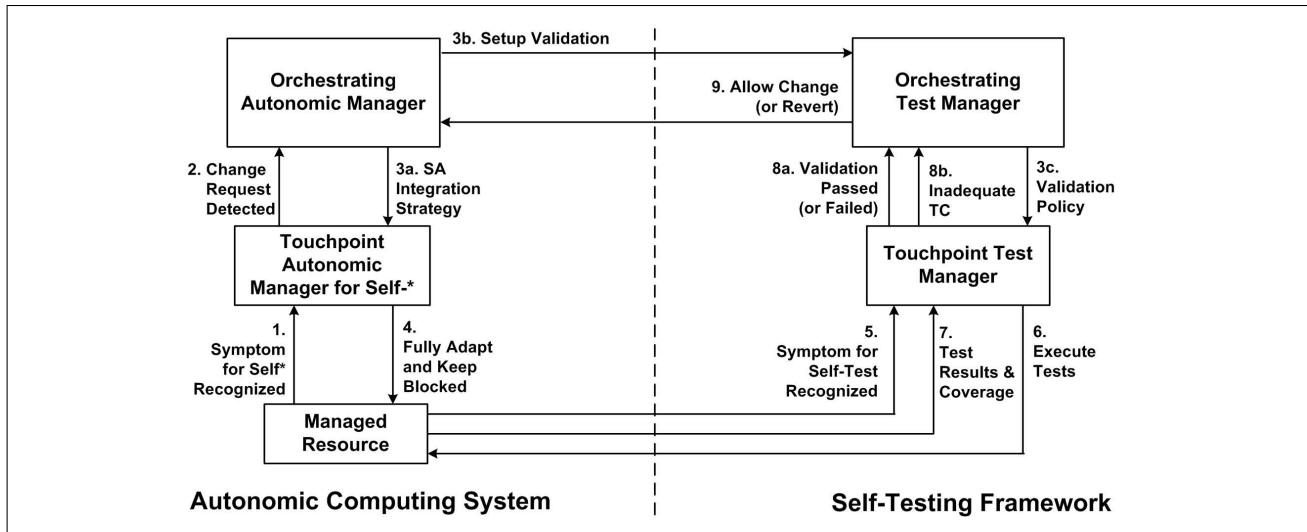 3b. Setup Validation
Orchestrating
Autonomic Manager
Orchestrating
Test Manager
9. Allow Change
(or Revert)
2. Change
Request
Detected
3a. SA
Integration
Strategy
8a. Validation
Passed
(or Failed)
8b.
Inadequate
TC
3c.
Validation
Policy
Touchpoint
Autonomic
Manager for Self-*
Touchpoint Test
Manager
1.
Symptom
for Self*
Recognized
4.
Fully Adapt
and Keep
Blocked
5.
Symptom for
Self-Test
Recognized
7.
Test
Results &
Coverage
6.
Execute
Tests
Managed
Resource
Autonomic Computing System
Self-Testing Framework